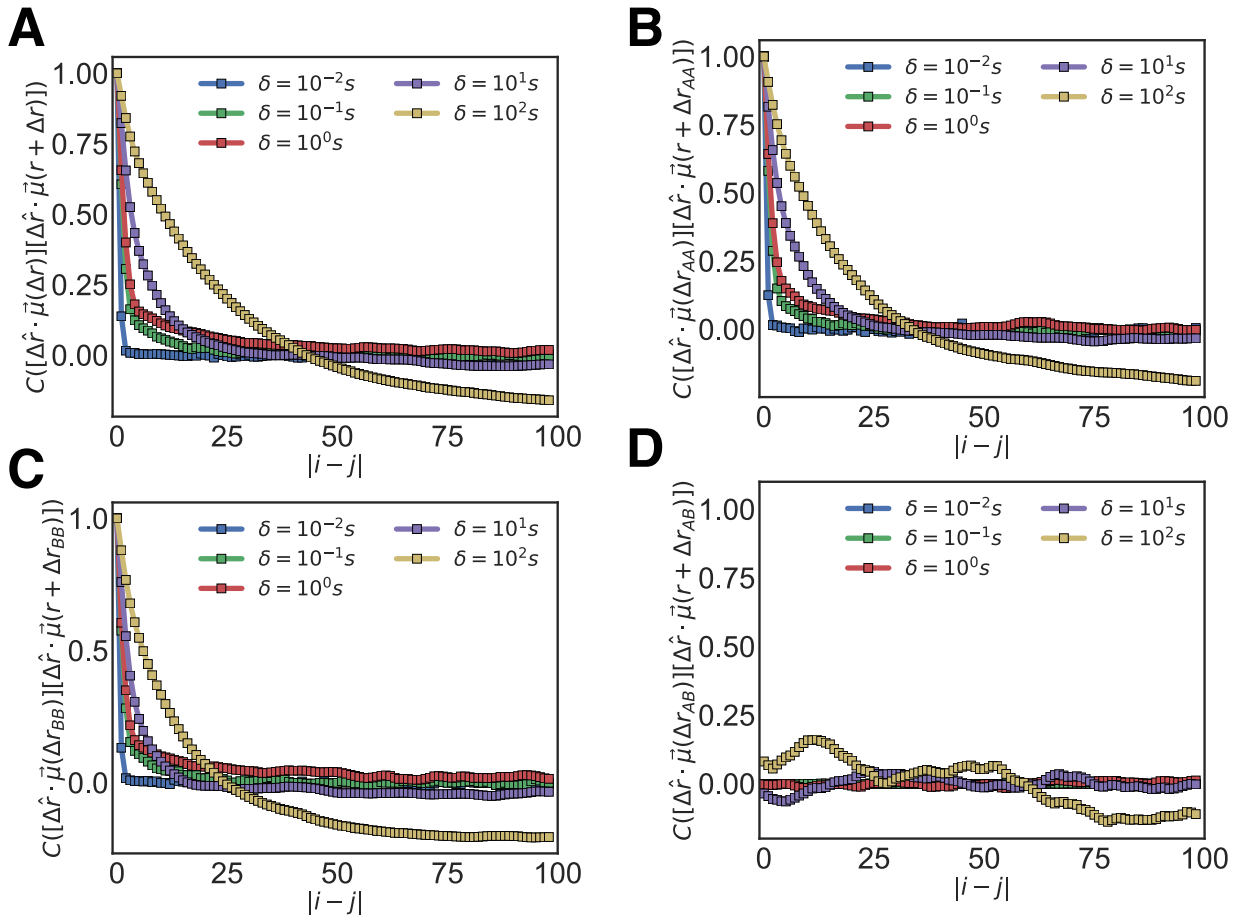 A
C([Δr̂ · μ⃗(Δr)][Δr̂ · μ⃗(r + Δr)])
1.00
0.75
0.50
0.25
0.00
δ = 10⁻²s
δ = 10⁻¹s
δ = 10⁰s
δ = 10¹s
δ = 10²s
0 25 50 75 100
|i − j|
B
C([Δr̂ · μ⃗(Δr_AA)][Δr̂ · μ⃗(r + Δr_AA)])
1.00
0.75
0.50
0.25
0.00
δ = 10⁻²s
δ = 10⁻¹s
δ = 10⁰s
δ = 10¹s
δ = 10²s
0 25 50 75 100
|i − j|
C
C([Δr̂ · μ⃗(Δr_BB)][Δr̂ · μ⃗(r + Δr_BB)])
1.0
0.5
0.0
δ = 10⁻²s
δ = 10⁻¹s
δ = 10⁰s
δ = 10¹s
δ = 10²s
0 25 50 75 100
|i − j|
D
C([Δr̂ · μ⃗(Δr_AB)][Δr̂ · μ⃗(r + Δr_AB)])
1.00
0.75
0.50
0.25
0.00
δ = 10⁻²s
δ = 10⁻¹s
δ = 10⁰s
δ = 10¹s
δ = 10²s
0 25 50 75 100
|i − j|